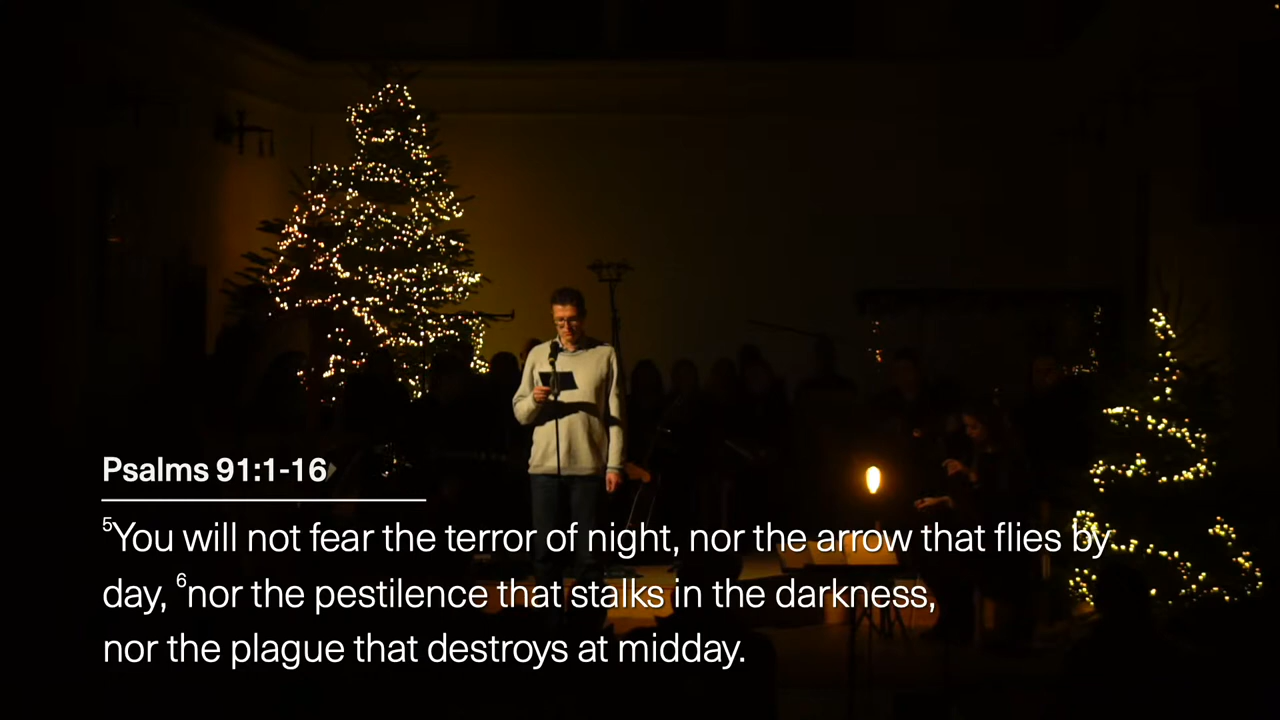 Psalms 91:1-16
⁵You will not fear the terror of night, nor the arrow that flies by
day, ⁶nor the pestilence that stalks in the darkness,
nor the plague that destroys at midday.